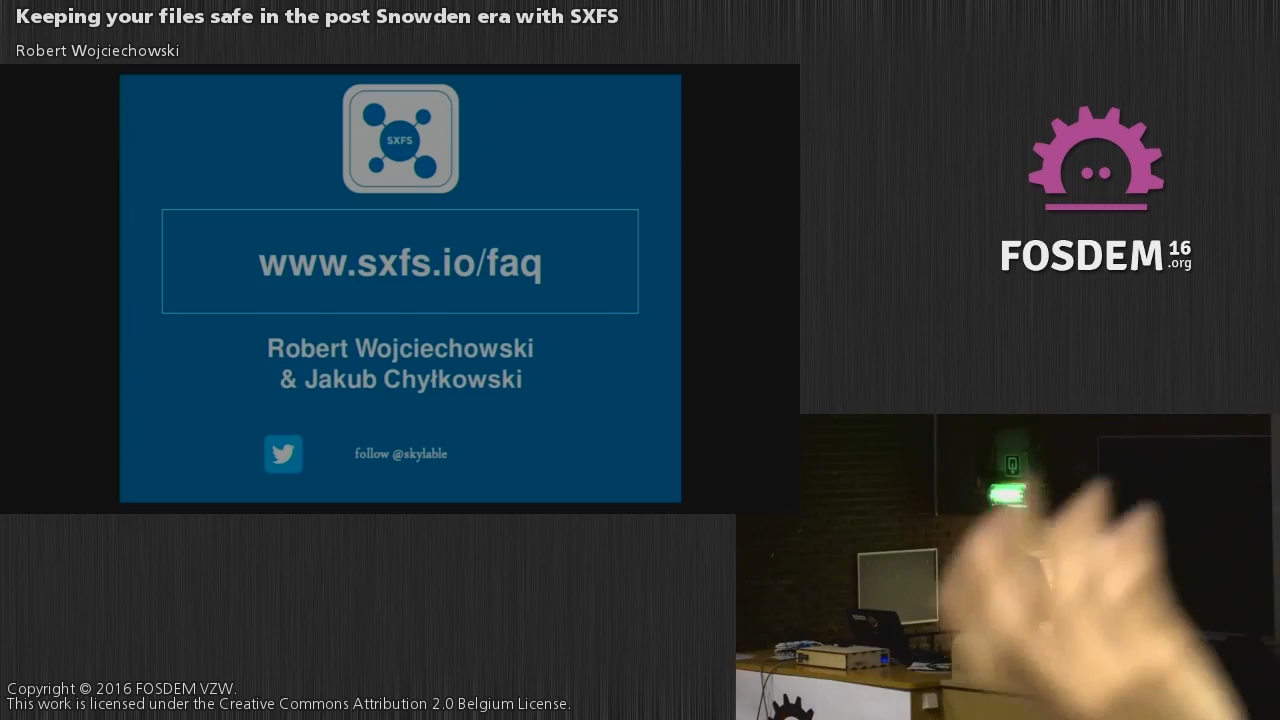 Keeping your files safe in the post Snowden era with SXFS
Robert Wojciechowski
SXFS
www.sxfs.io/faq
Robert Wojciechowski
& Jakub Chyłkowski
follow @skylable
FOSDEM 16
.org
Copyright © 2016 FOSDEM VZW.
This work is licensed under the Creative Commons Attribution 2.0 Belgium License.